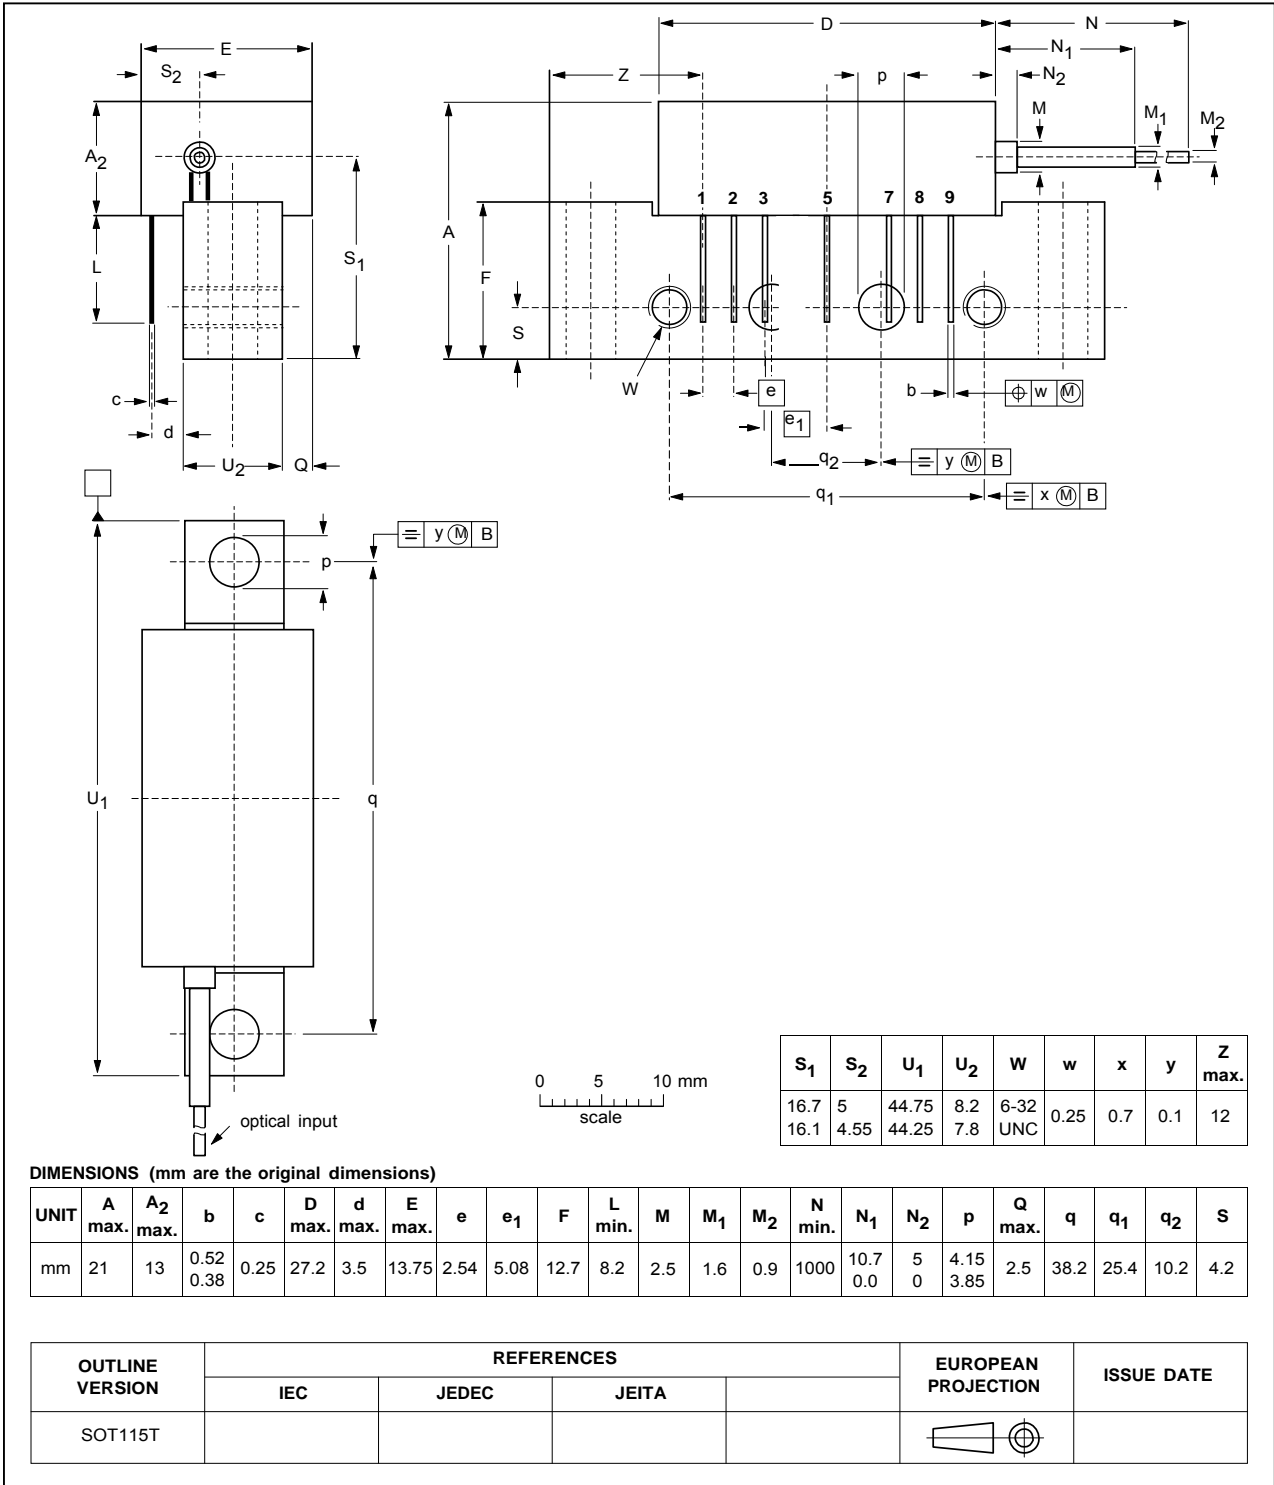 E
S2
A2
L
S1
c
d
U2
Q
D
N
N1
N2
Z
p
M
M1
M2
A
F
S
1 2 3 5 7 8 9
W
e
e1
b
w M
q2
y M B
q1
x M B
y M B
p
U1
q
optical input
0 5 10 mm
scale
S1 S2 U1 U2 W w x y Z max.
16.7 5 44.75 8.2 6-32 0.25 0.7 0.1 12
16.1 4.55 44.25 7.8 UNC
DIMENSIONS (mm are the original dimensions)
UNIT A max. A2 max. b c D max. d max. E max. e e1 F L min. M M1 M2 N min. N1 N2 p Q max. q q1 q2 S
mm 21 13 0.52 0.25 27.2 3.5 13.75 2.54 5.08 12.7 8.2 2.5 1.6 0.9 1000 10.7 5 4.15 2.5 38.2 25.4 10.2 4.2
0.38 0.0 0 3.85
OUTLINE VERSION REFERENCES EUROPEAN PROJECTION ISSUE DATE
IEC JEDEC JEITA
SOT115T